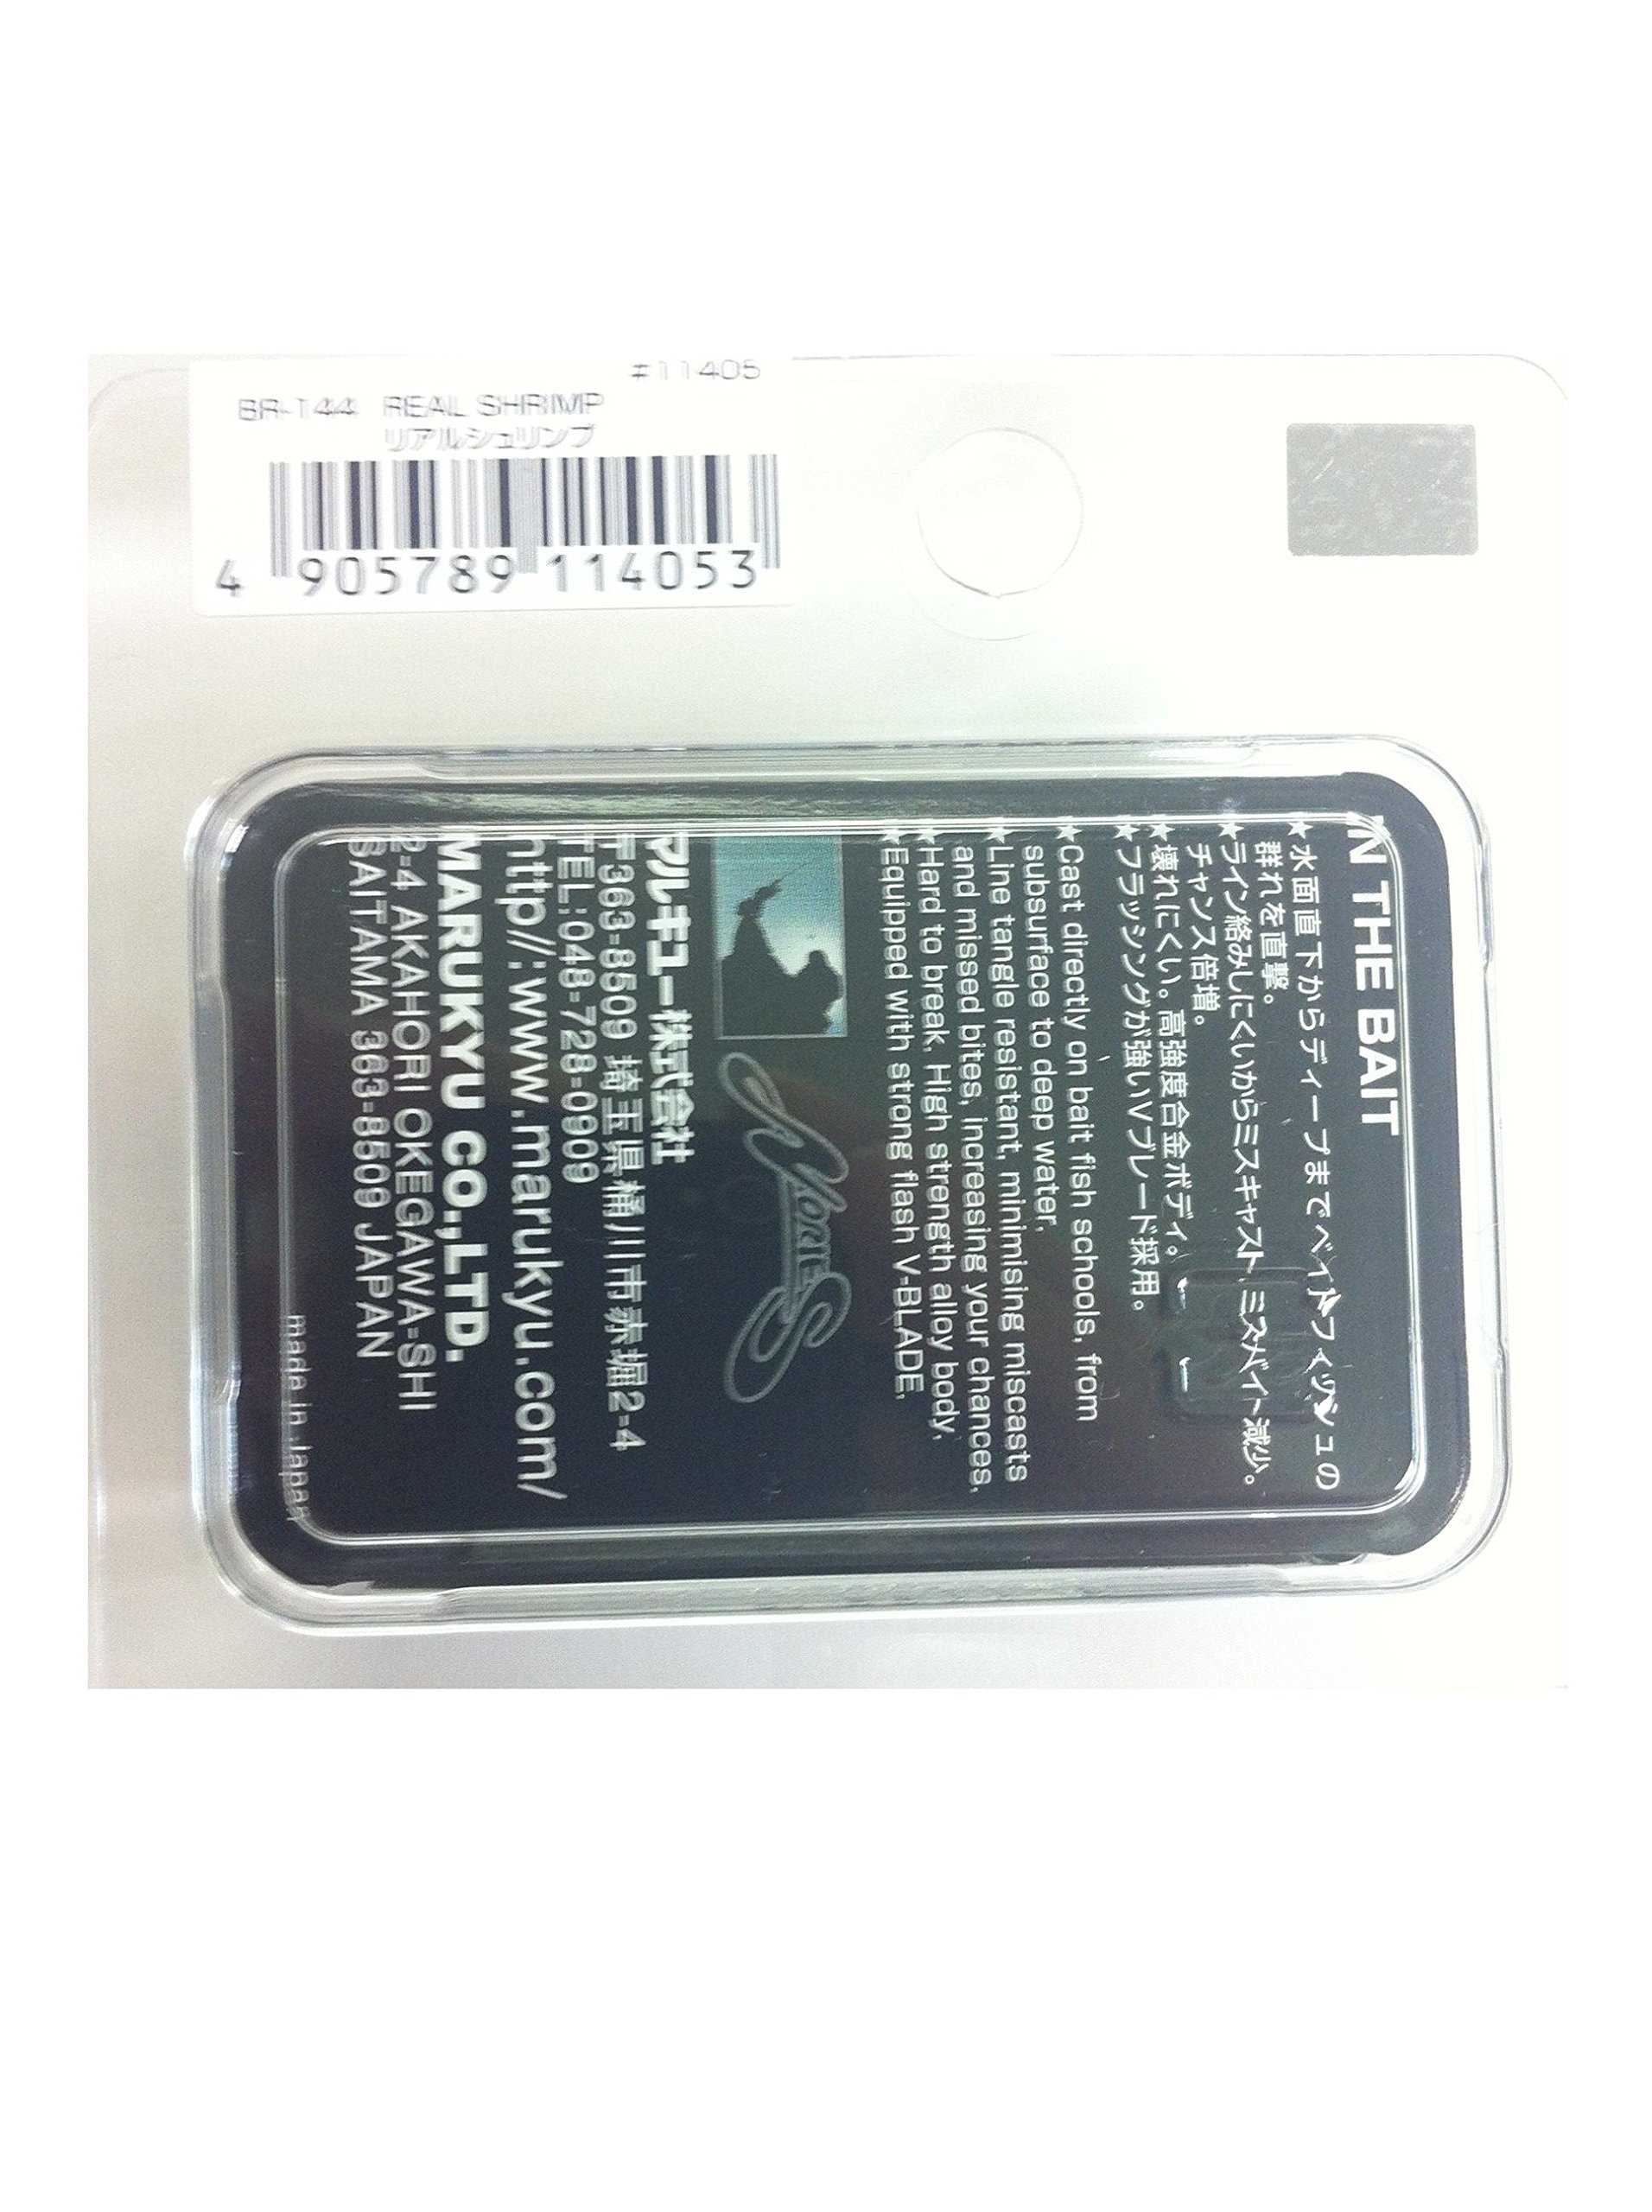 #11405
BR-144 REAL SHRIMP
リアルシュリンプ
4 905789 114053
IN THE BAIT
★水面直下からディープまでベイトフィッシュの
群れを直撃。
★ライン絡みしにくいからミスキャスト、ミスバイト減少。
チャンス倍増。
★壊れにくい。高強度合金ボディ。
★フラッシングが強いVブレード採用。
★Cast directly on bait fish schools, from
subsurface to deep water.
★Line tangle resistant, minimising miscasts
and missed bites, increasing your chances.
★Hard to break, High strength alloy body.
★Equipped with strong flash V-BLADE.
NORIES
マルキユー株式会社
〒363-8509 埼玉県桶川市赤堀2-4
TEL:048-728-0909
http//:www.marukyu.com/
MARUKYU CO.,LTD.
2-4 AKAHORI OKEGAWA-SHI
SAITAMA 363-8509 JAPAN
made in Japan